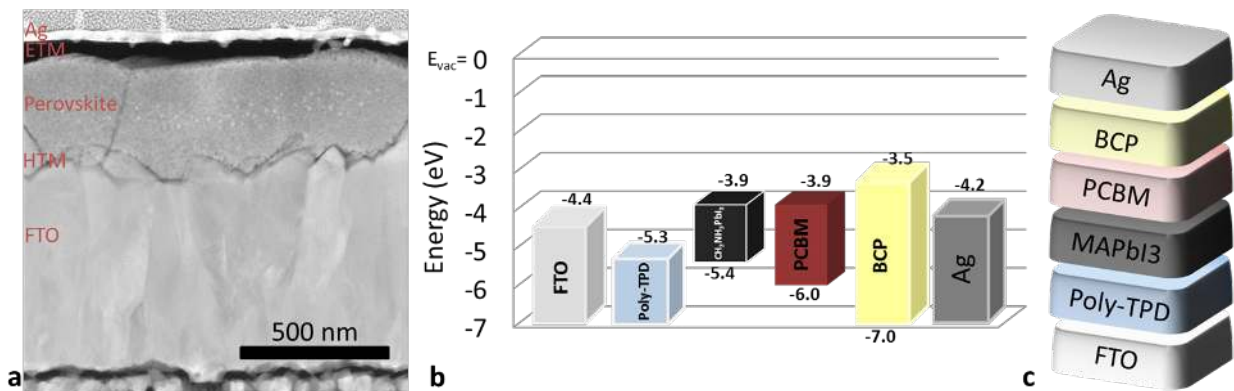 Ag
ETM
Perovskite
HTM
FTO
500 nm
a
Evac= 0
-1
-2
-3
-4
-5
-6
-7
Energy (eV)
-4.4
FTO
-5.3
Poly-TPD
-3.9
CH3NH3PbI3
-5.4
-3.9
PCBM
-6.0
-3.5
BCP
-7.0
-4.2
Ag
b
Ag
BCP
PCBM
MAPbI3
Poly-TPD
FTO
c